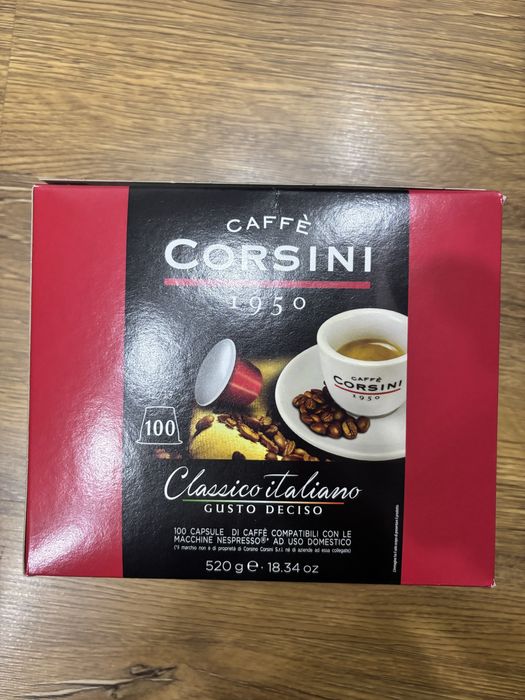 CAFFÈ
CORSINI
1950
CAFFÈ
CORSINI
1950
100
Classico italiano
GUSTO DECISO
100 CAPSULE DI CAFFÈ COMPATIBILI CON LE
MACCHINE NESPRESSO®* AD USO DOMESTICO
(*il marchio non è di proprietà di Corsino Corsini S.r.l. né di aziende ad essa collegate)
520 g ℮ · 18.34 oz